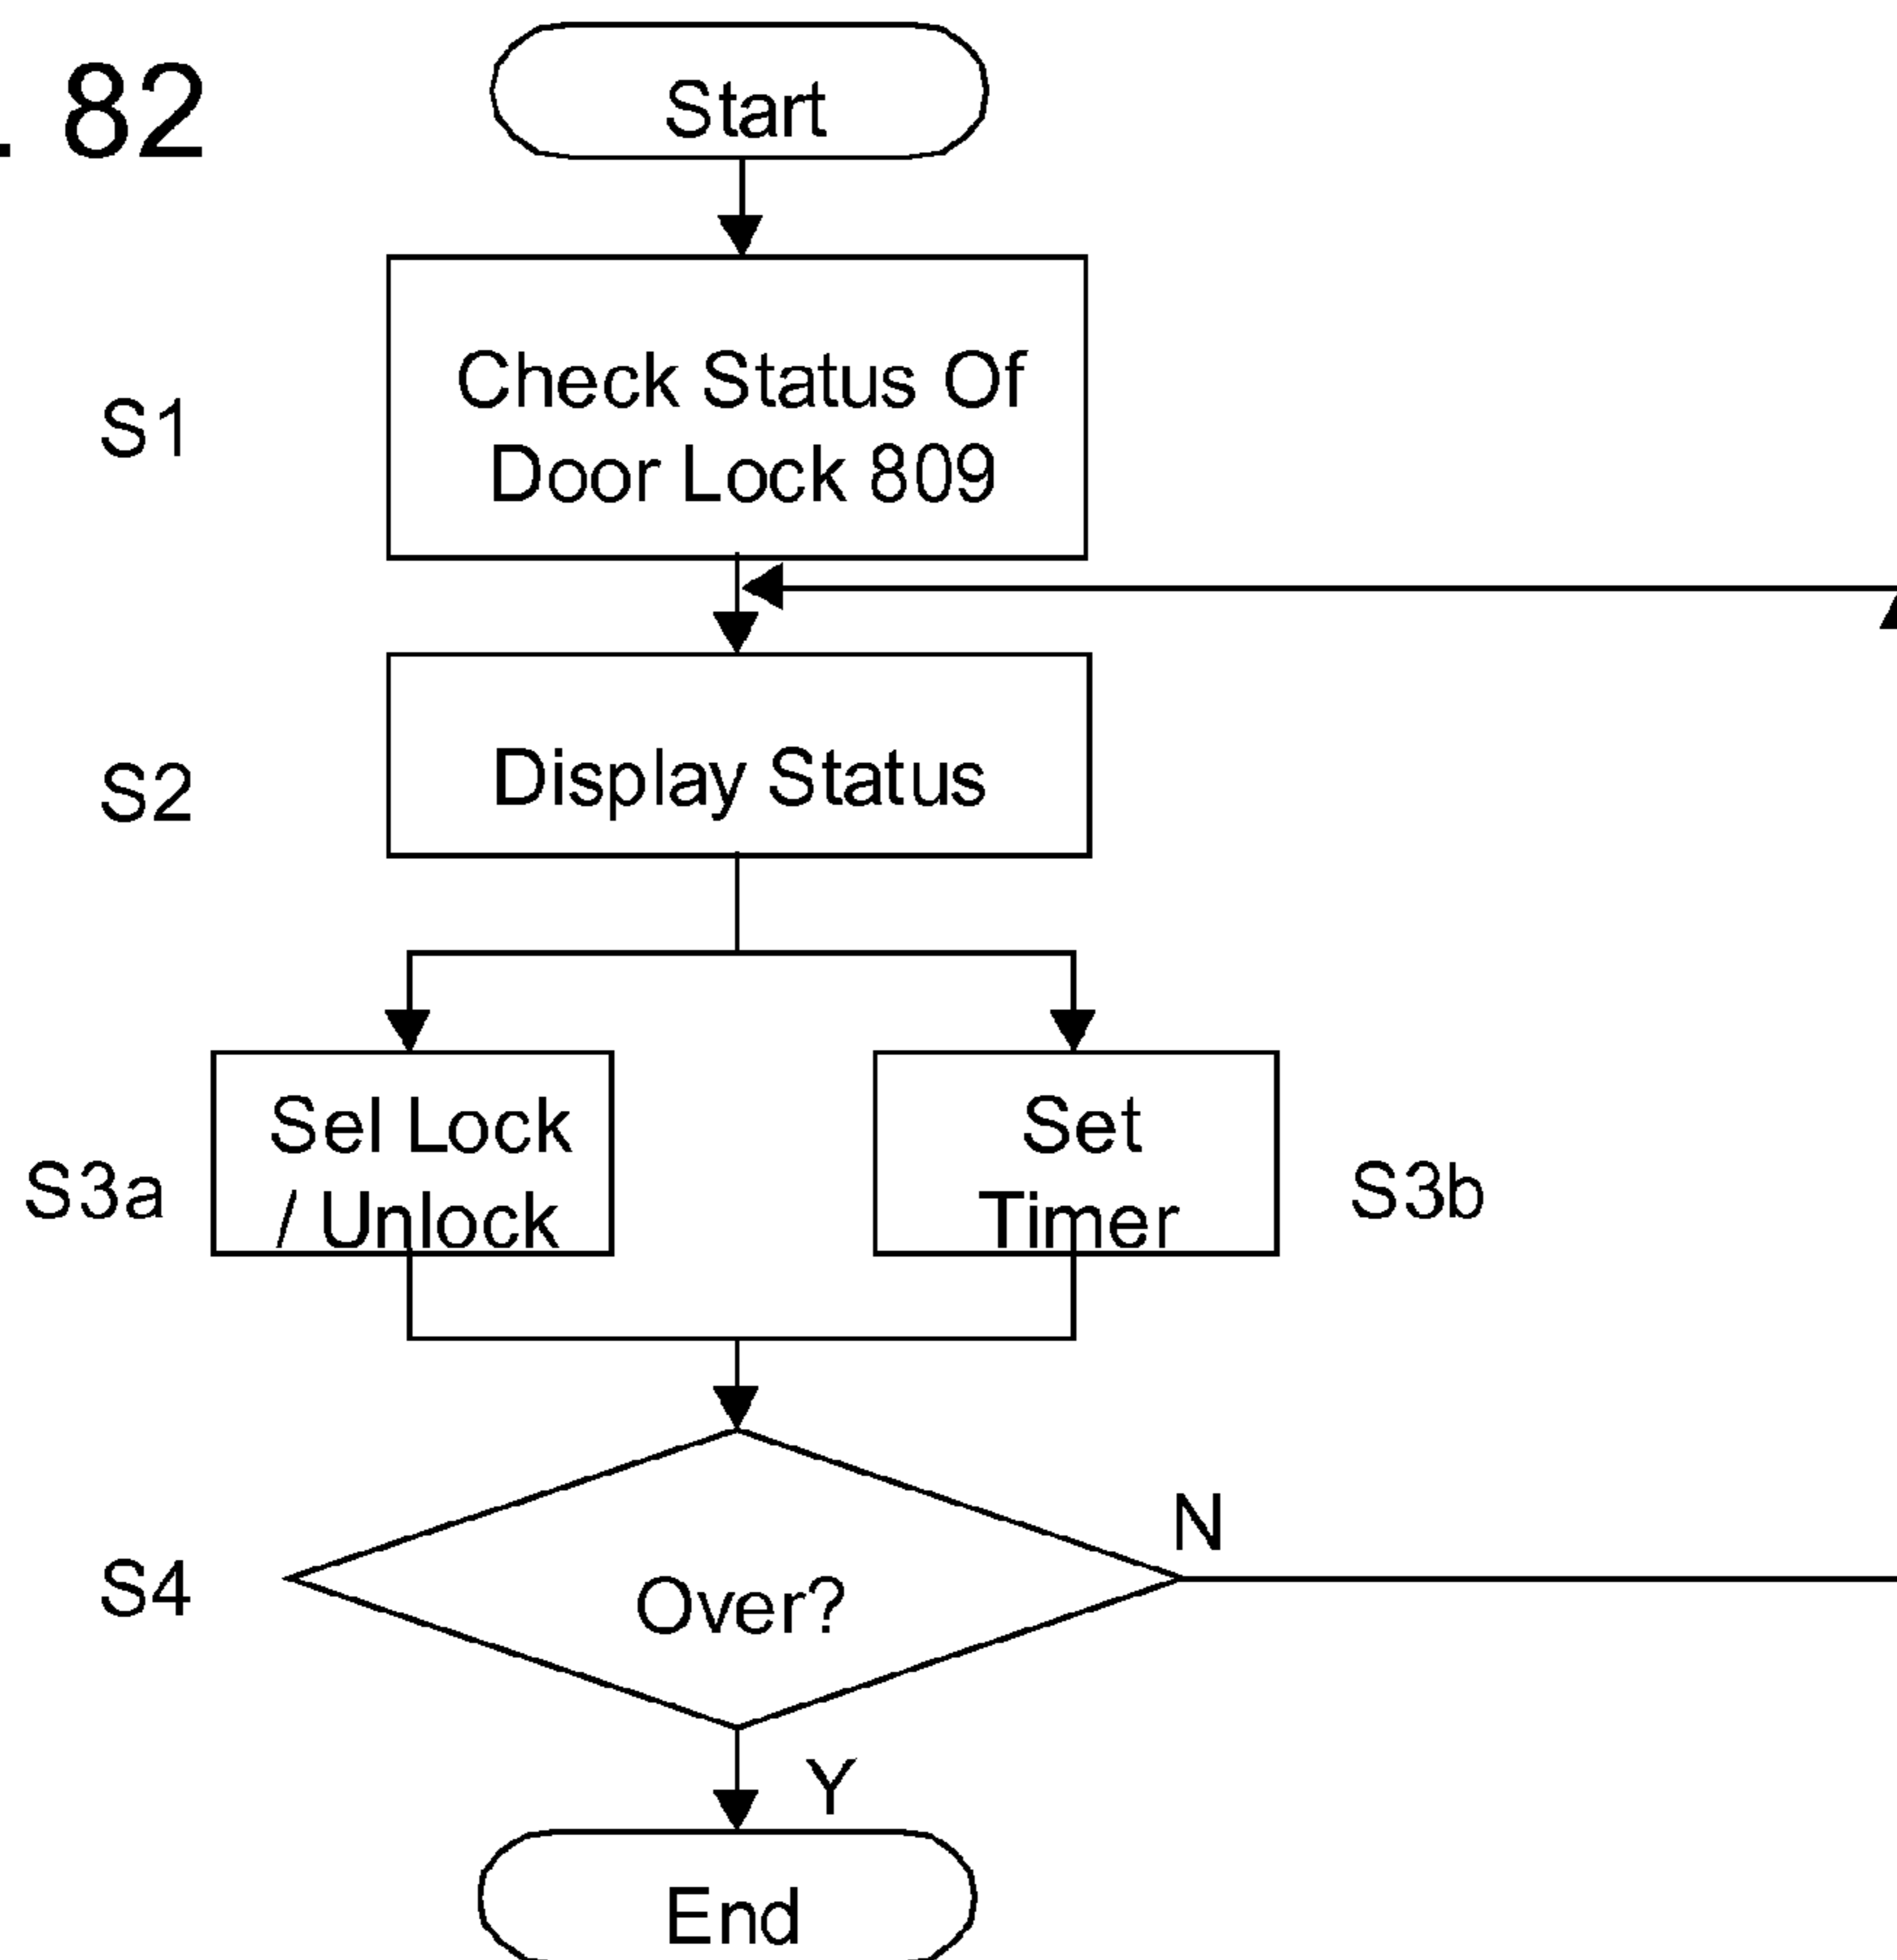 . 82
Start
S1
Check Status Of
Door Lock 809
S2
Display Status
S3a
Sel Lock
/ Unlock
Set
Timer
S3b
S4
Over?
N
Y
End